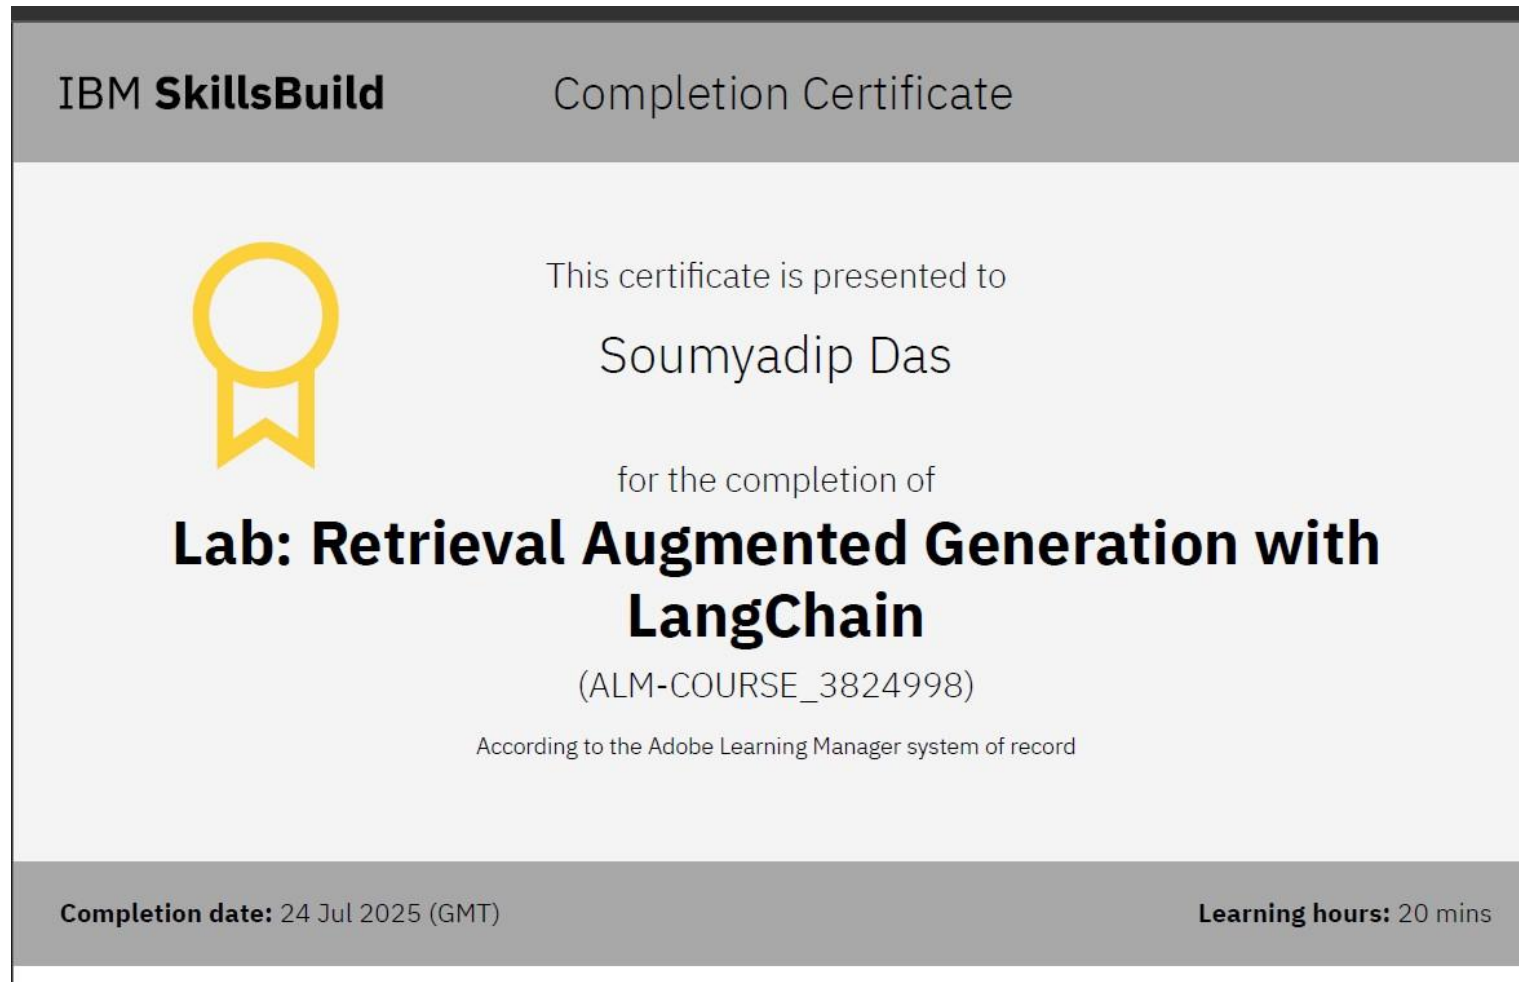 IBM SkillsBuild
Completion Certificate
This certificate is presented to
Soumyadip Das
for the completion of
Lab: Retrieval Augmented Generation with
LangChain
(ALM-COURSE_3824998)
According to the Adobe Learning Manager system of record
Completion date: 24 Jul 2025 (GMT)
Learning hours: 20 mins